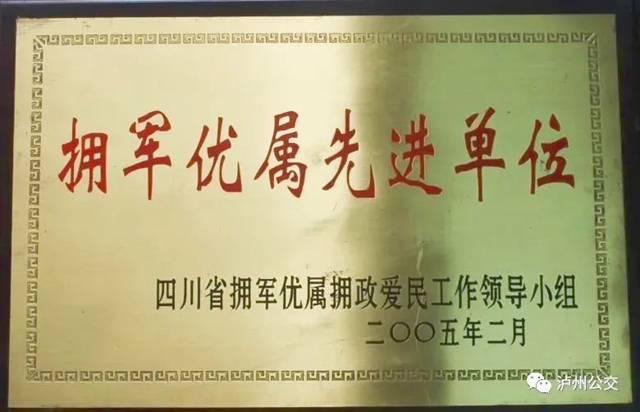 拥军优属先进单位
四川省拥军优属拥政爱民工作领导小组
二〇〇五年二月
泸州公交